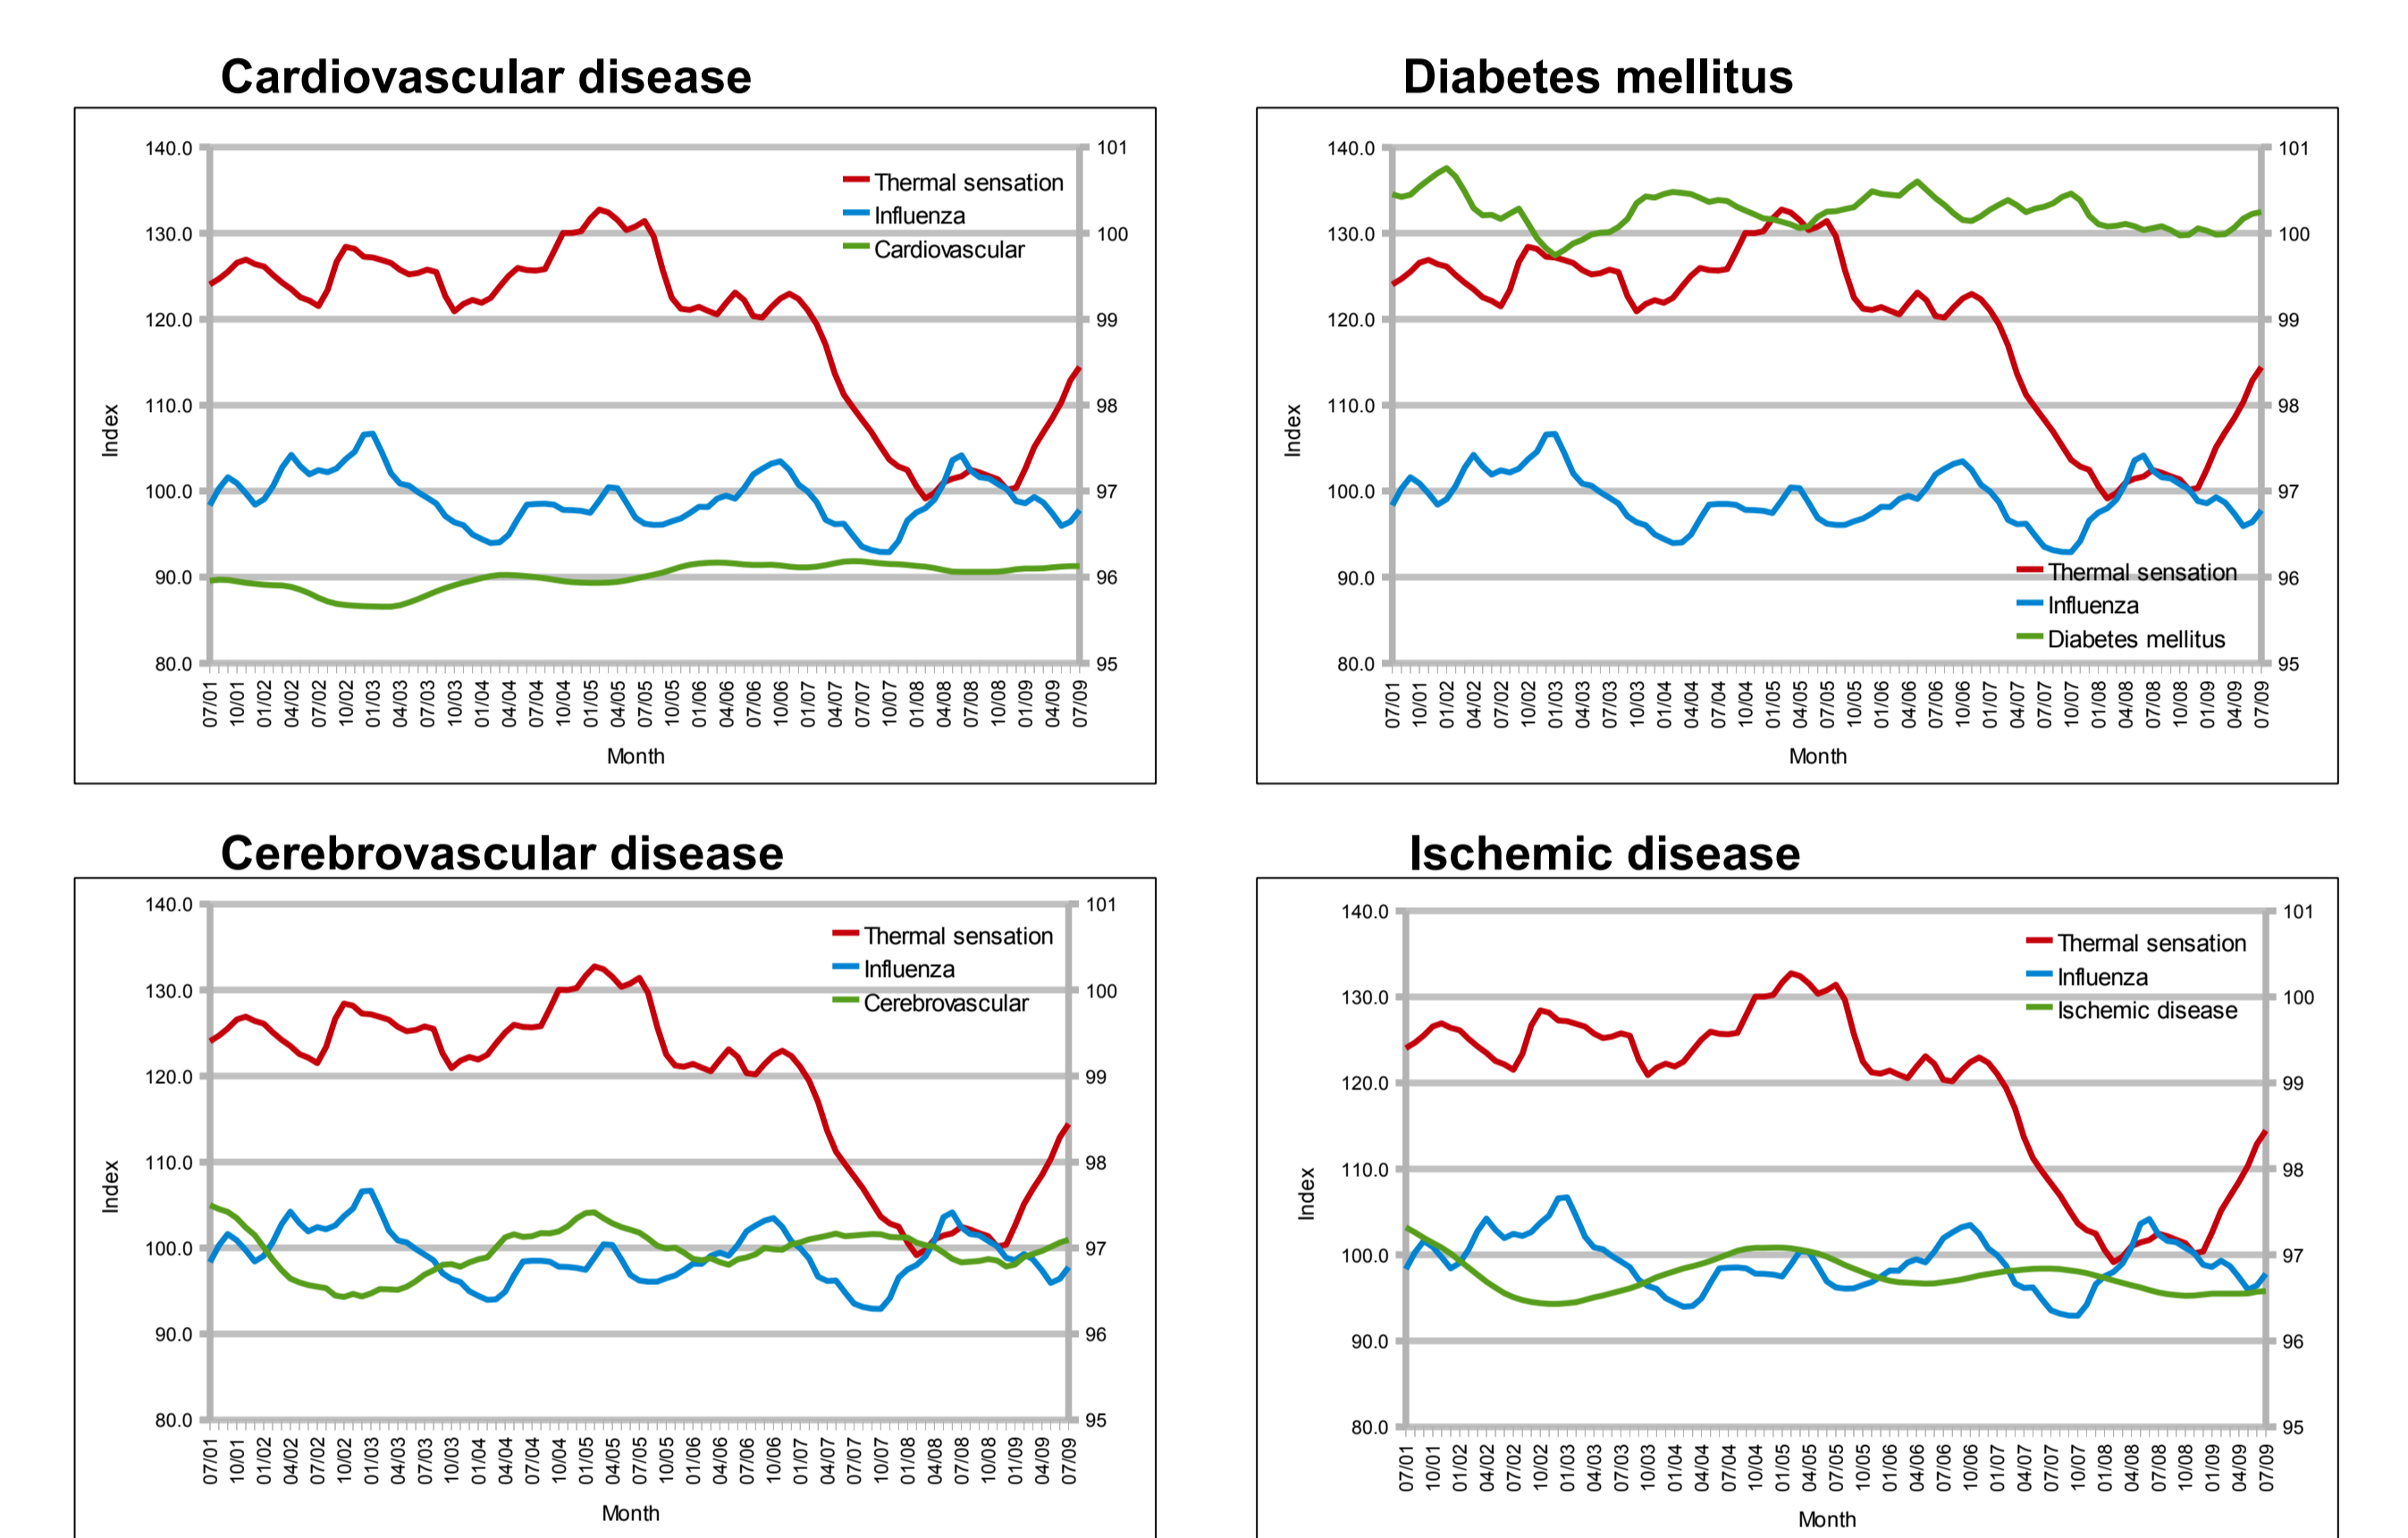 Cardiovascular disease
140.0
130.0
120.0
110.0
100.0
90.0
80.0
101
100
99
98
97
96
95
Thermal sensation
Influenza
Cardiovascular
Index
07/01 10/01 01/02 04/02 07/02 10/02 01/03 04/03 07/03 10/03 01/04 04/04 07/04 10/04 01/05 04/05 07/05 10/05 01/06 04/06 07/06 10/06 01/07 04/07 07/07 10/07 01/08 04/08 07/08 10/08 01/09 04/09 07/09
Month
Diabetes mellitus
140.0
130.0
120.0
110.0
100.0
90.0
80.0
101
100
99
98
97
96
95
Thermal sensation
Influenza
Diabetes mellitus
Index
07/01 10/01 01/02 04/02 07/02 10/02 01/03 04/03 07/03 10/03 01/04 04/04 07/04 10/04 01/05 04/05 07/05 10/05 01/06 04/06 07/06 10/06 01/07 04/07 07/07 10/07 01/08 04/08 07/08 10/08 01/09 04/09 07/09
Month
Cerebrovascular disease
140.0
130.0
120.0
110.0
100.0
90.0
80.0
101
100
99
98
97
96
95
Thermal sensation
Influenza
Cerebrovascular
Index
07/01 10/01 01/02 04/02 07/02 10/02 01/03 04/03 07/03 10/03 01/04 04/04 07/04 10/04 01/05 04/05 07/05 10/05 01/06 04/06 07/06 10/06 01/07 04/07 07/07 10/07 01/08 04/08 07/08 10/08 01/09 04/09 07/09
Month
Ischemic disease
140.0
130.0
120.0
110.0
100.0
90.0
80.0
101
100
99
98
97
96
95
Thermal sensation
Influenza
Ischemic disease
Index
07/01 10/01 01/02 04/02 07/02 10/02 01/03 04/03 07/03 10/03 01/04 04/04 07/04 10/04 01/05 04/05 07/05 10/05 01/06 04/06 07/06 10/06 01/07 04/07 07/07 10/07 01/08 04/08 07/08 10/08 01/09 04/09 07/09
Month